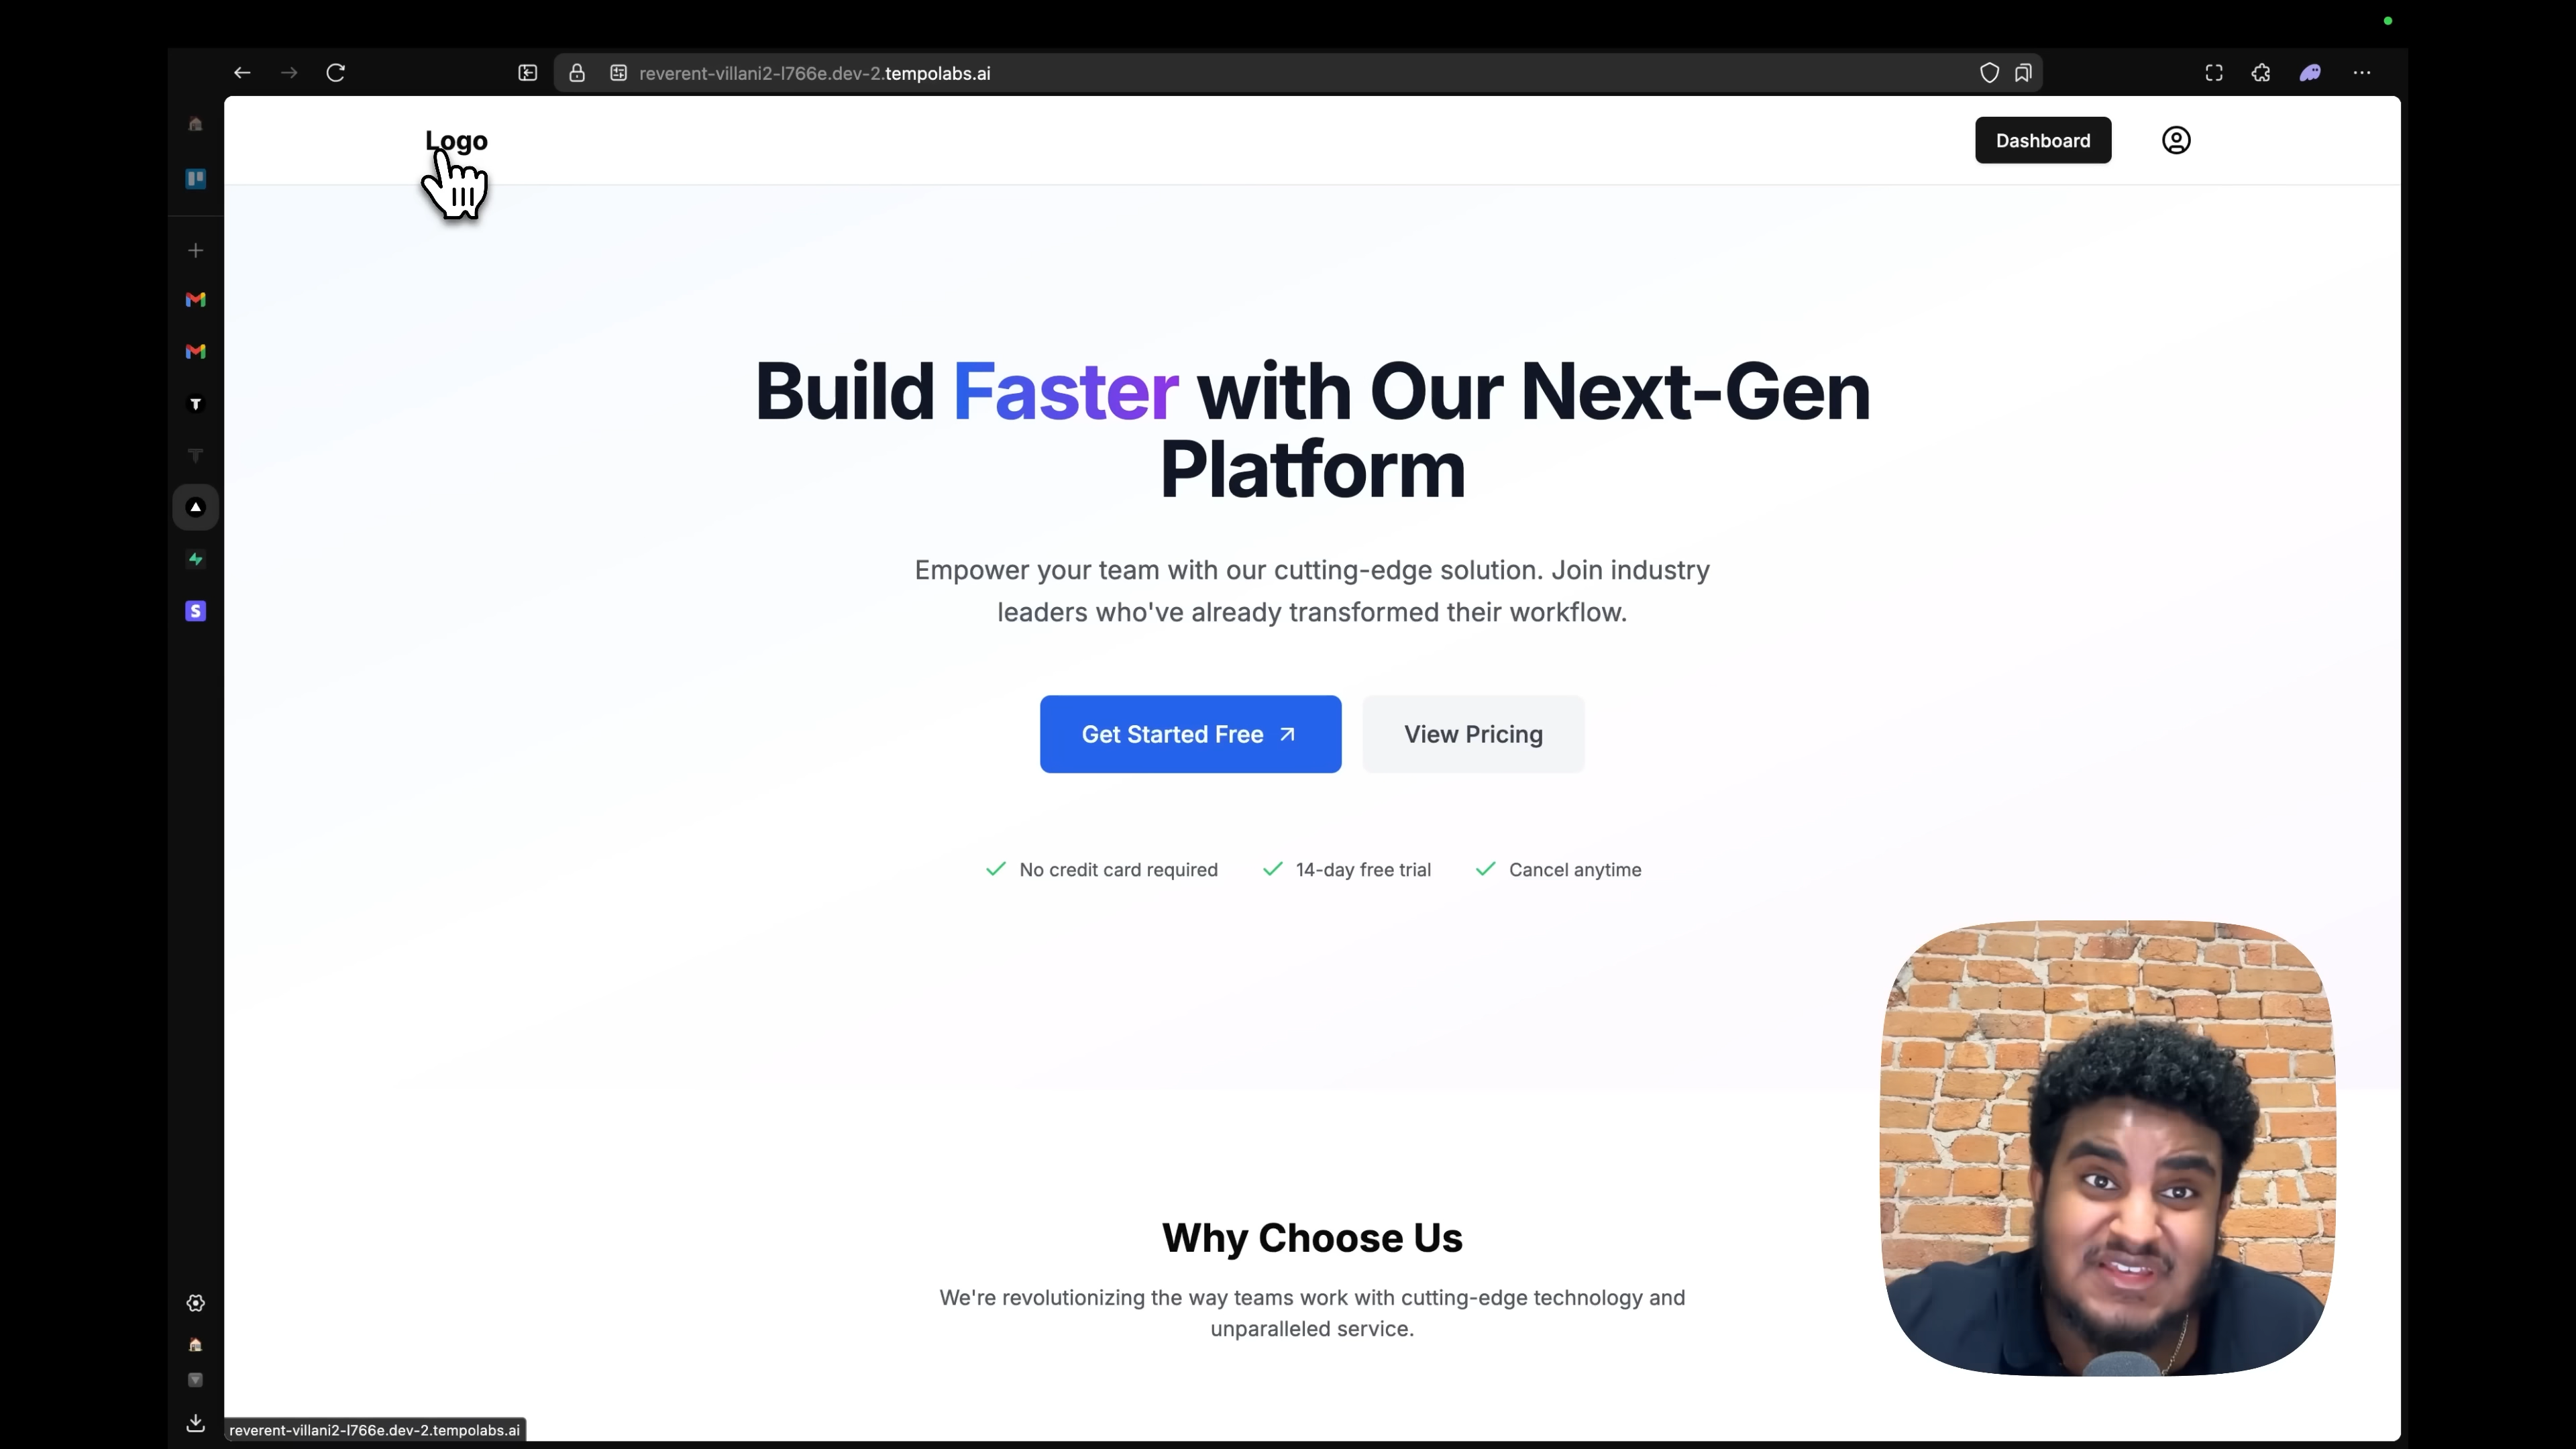 reverent-villani2-l766e.dev-2.tempolabs.ai
Logo
Dashboard
Build Faster with Our Next-Gen
Platform
Empower your team with our cutting-edge solution. Join industry
leaders who've already transformed their workflow.
Get Started Free
View Pricing
No credit card required
14-day free trial
Cancel anytime
Why Choose Us
We're revolutionizing the way teams work with cutting-edge technology and
unparalleled service.
reverent-villani2-l766e.dev-2.tempolabs.ai